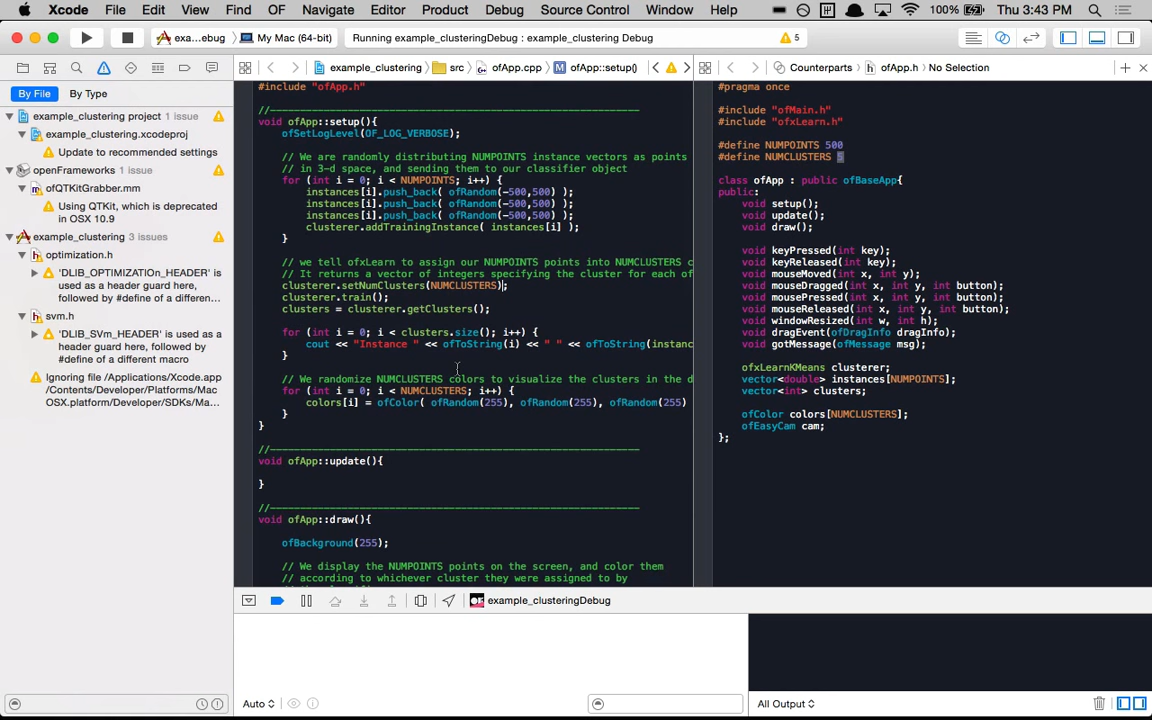 Xcode File Edit View Find OF Navigate Editor Product Debug Source Control Window Help 100% Thu 3:43 PM
exa...ebug My Mac (64-bit) Running example_clusteringDebug : example_clustering Debug 5
example_clustering src ofApp.cpp M ofApp::setup() Counterparts ofApp.h No Selection
By File By Type
example_clustering project 1 issue
example_clustering.xcodeproj
Update to recommended settings
openFrameworks 1 issue
ofQTKitGrabber.mm
Using QTKit, which is deprecated
in OSX 10.9
example_clustering 3 issues
optimization.h
'DLIB_OPTIMIZATIOn_HEADER' is
used as a header guard here,
followed by #define of a differen...
svm.h
'DLIB_SVm_HEADER' is used as a
header guard here, followed by
#define of a different macro
Ignoring file /Applications/Xcode.app
/Contents/Developer/Platforms/Mac
OSX.platform/Developer/SDKs/Ma...
#include "ofApp.h"
//--------------------------------------------------------------
void ofApp::setup(){
ofSetLogLevel(OF_LOG_VERBOSE);
// We are randomly distributing NUMPOINTS instance vectors as points
// in 3-d space, and sending them to our classifier object
for (int i = 0; i < NUMPOINTS; i++) {
instances[i].push_back( ofRandom(-500,500) );
instances[i].push_back( ofRandom(-500,500) );
instances[i].push_back( ofRandom(-500,500) );
clusterer.addTrainingInstance( instances[i] );
}
// we tell ofxLearn to assign our NUMPOINTS points into NUMCLUSTERS c
// It returns a vector of integers specifying the cluster for each of
clusterer.setNumClusters(NUMCLUSTERS);
clusterer.train();
clusters = clusterer.getClusters();
for (int i = 0; i < clusters.size(); i++) {
cout << "Instance " << ofToString(i) << " " << ofToString(instanc
}
// We randomize NUMCLUSTERS colors to visualize the clusters in the d
for (int i = 0; i < NUMCLUSTERS; i++) {
colors[i] = ofColor( ofRandom(255), ofRandom(255), ofRandom(255)
}
}
//--------------------------------------------------------------
void ofApp::update(){
}
//--------------------------------------------------------------
void ofApp::draw(){
ofBackground(255);
// We display the NUMPOINTS points on the screen, and color them
// according to whichever cluster they were assigned to by
#pragma once
#include "ofMain.h"
#include "ofxLearn.h"
#define NUMPOINTS 500
#define NUMCLUSTERS 5
class ofApp : public ofBaseApp{
public:
void setup();
void update();
void draw();
void keyPressed(int key);
void keyReleased(int key);
void mouseMoved(int x, int y);
void mouseDragged(int x, int y, int button);
void mousePressed(int x, int y, int button);
void mouseReleased(int x, int y, int button);
void windowResized(int w, int h);
void dragEvent(ofDragInfo dragInfo);
void gotMessage(ofMessage msg);
ofxLearnKMeans clusterer;
vector<double> instances[NUMPOINTS];
vector<int> clusters;
ofColor colors[NUMCLUSTERS];
ofEasyCam cam;
};
example_clusteringDebug
Auto All Output